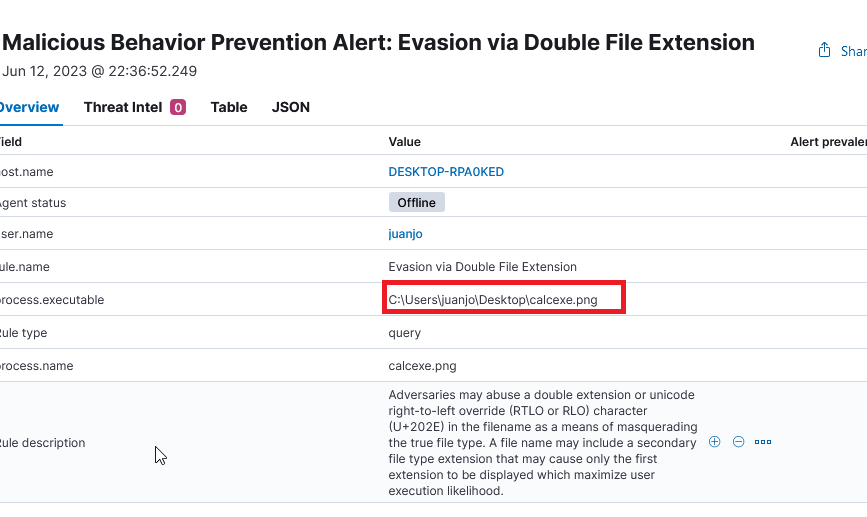 Malicious Behavior Prevention Alert: Evasion via Double File Extension
Jun 12, 2023 @ 22:36:52.249
Shar
Overview Threat Intel 0 Table JSON
ield Value Alert prevale
ost.name DESKTOP-RPA0KED
Agent status Offline
ser.name juanjo
ule.name Evasion via Double File Extension
process.executable C:\Users\juanjo\Desktop\calcexe.png
Rule type query
process.name calcexe.png
Rule description
Adversaries may abuse a double extension or unicode
right-to-left override (RTLO or RLO) character
(U+202E) in the filename as a means of masquerading
the true file type. A file name may include a secondary
file type extension that may cause only the first
extension to be displayed which maximize user
execution likelihood.